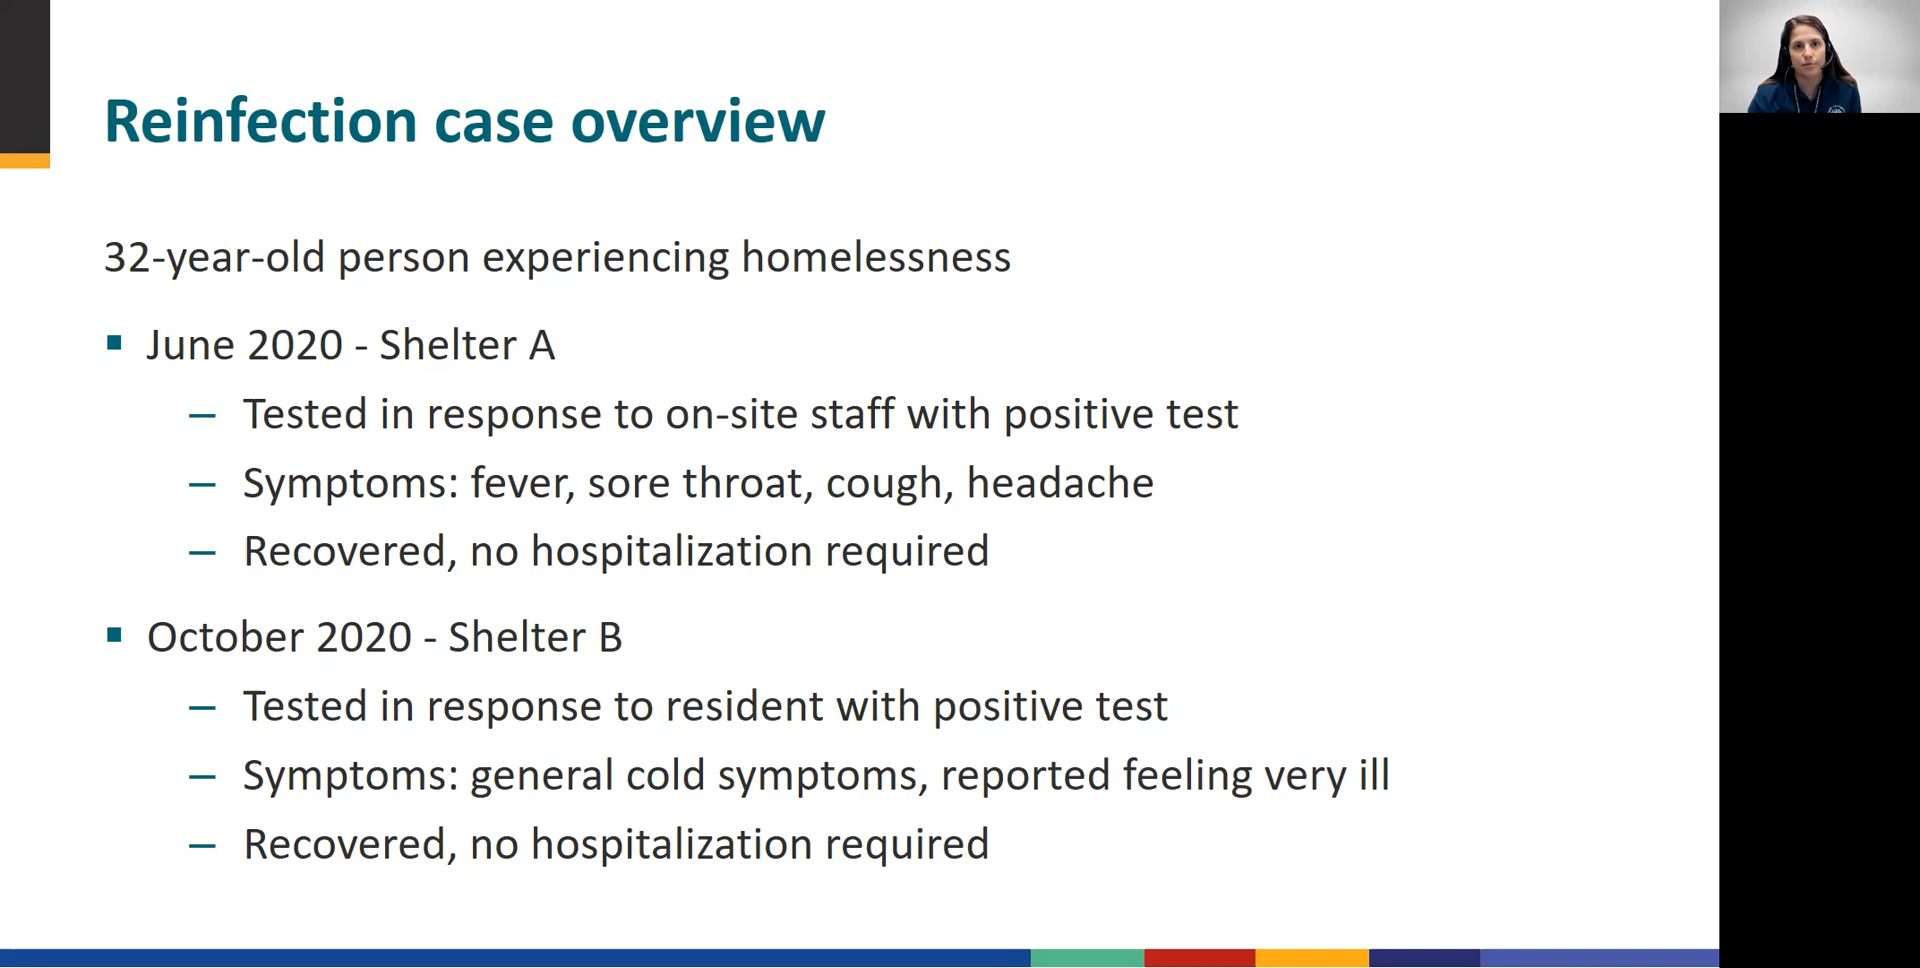 Reinfection case overview
32-year-old person experiencing homelessness
▪ June 2020 - Shelter A
– Tested in response to on-site staff with positive test
– Symptoms: fever, sore throat, cough, headache
– Recovered, no hospitalization required
▪ October 2020 - Shelter B
– Tested in response to resident with positive test
– Symptoms: general cold symptoms, reported feeling very ill
– Recovered, no hospitalization required